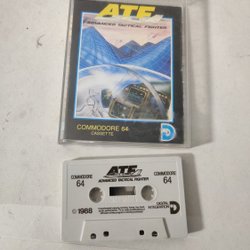 ATF
ADVANCED TACTICAL FIGHTER
COMMODORE 64
CASSETTE
COMMODORE
64
ATF
ADVANCED TACTICAL FIGHTER
COMMODORE
64
© 1988
DIGITAL
INTEGRATION